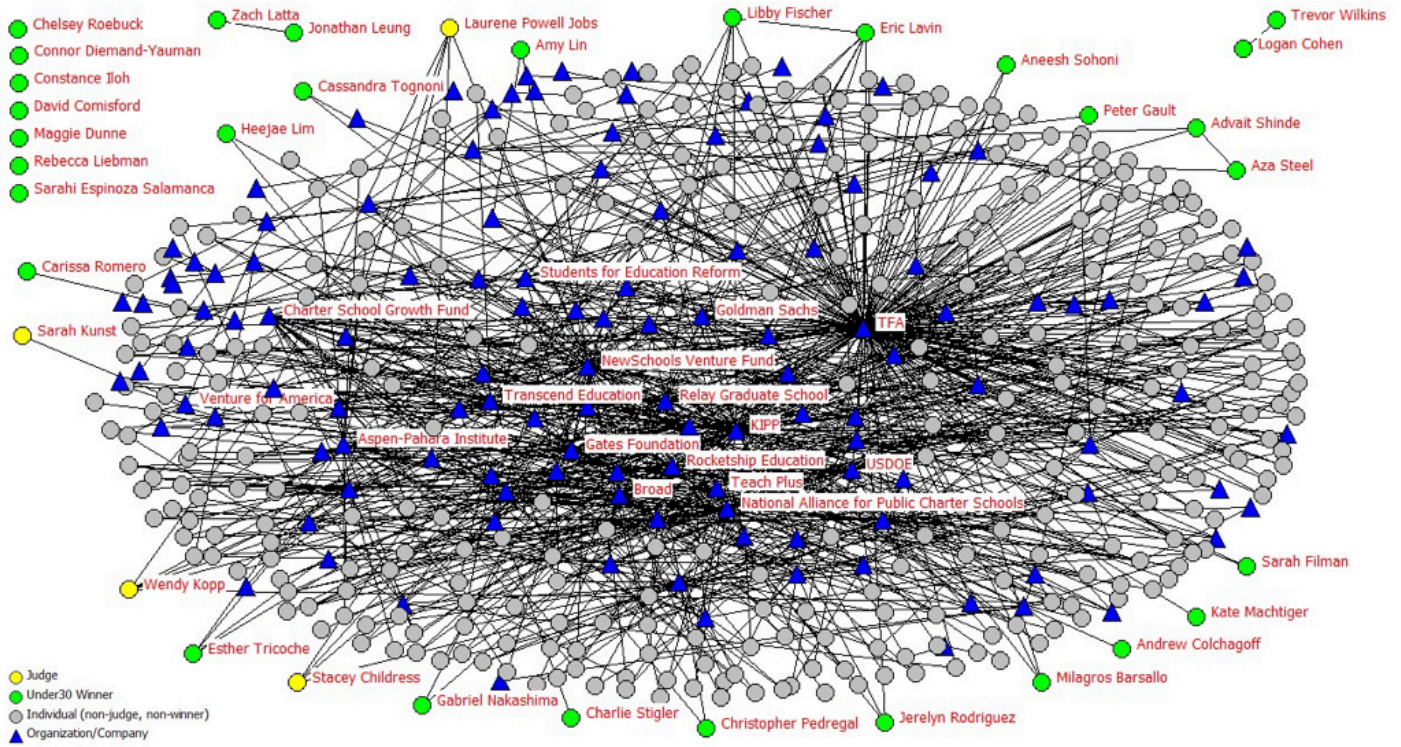 Chelsey Roebuck
Connor Diemand-Yauman
Constance Iloh
David Comisford
Maggie Dunne
Rebecca Liebman
Sarahi Espinoza Salamanca
Zach Latta
Jonathan Leung
Laurene Powell Jobs
Amy Lin
Libby Fischer
Eric Lavin
Trevor Wilkins
Logan Cohen
Cassandra Tognoni
Aneesh Sohoni
Heejae Lim
Peter Gault
Advait Shinde
Aza Steel
Carissa Romero
Students for Education Reform
Charter School Growth Fund
Goldman Sachs
TFA
Sarah Kunst
NewSchools Venture Fund
Venture for America
Transcend Education
Relay Graduate School
KIPP
Aspen-Pahara Institute
Gates Foundation
Rocketship Education
USDOE
Broad
Teach Plus
National Alliance for Public Charter Schools
Sarah Filman
Wendy Kopp
Kate Machtiger
Esther Tricoche
Andrew Colchagoff
Stacey Childress
Milagros Barsallo
Gabriel Nakashima
Charlie Stigler
Christopher Pedregal
Jerelyn Rodriguez
Judge
Under30 Winner
Individual (non-judge, non-winner)
Organization/Company